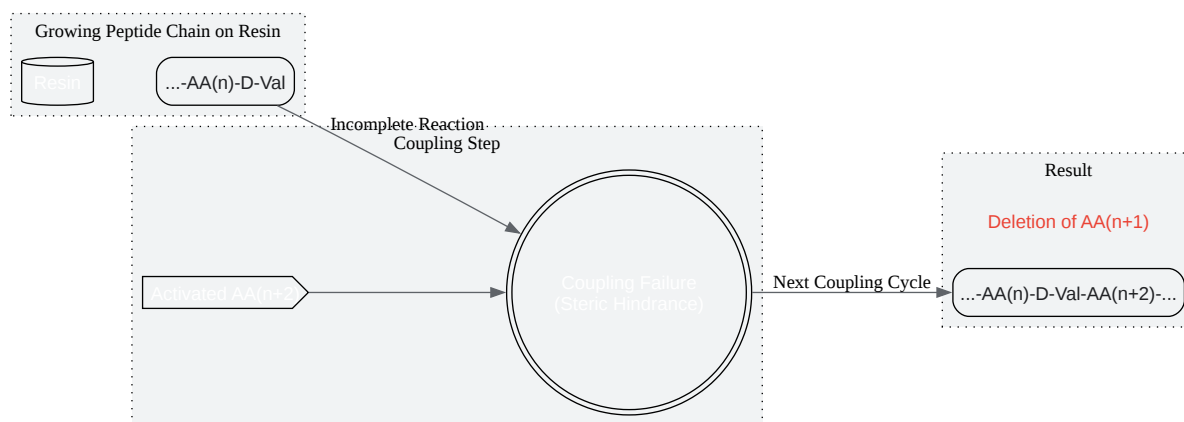 Growing Peptide Chain on Resin
Resin
...-AA(n)-D-Val
Incomplete Reaction
Coupling Step
Activated AA(n+2
Coupling Failure
(Steric Hindrance)
Next Coupling Cycle
Result
Deletion of AA(n+1)
...-AA(n)-D-Val-AA(n+2)-...